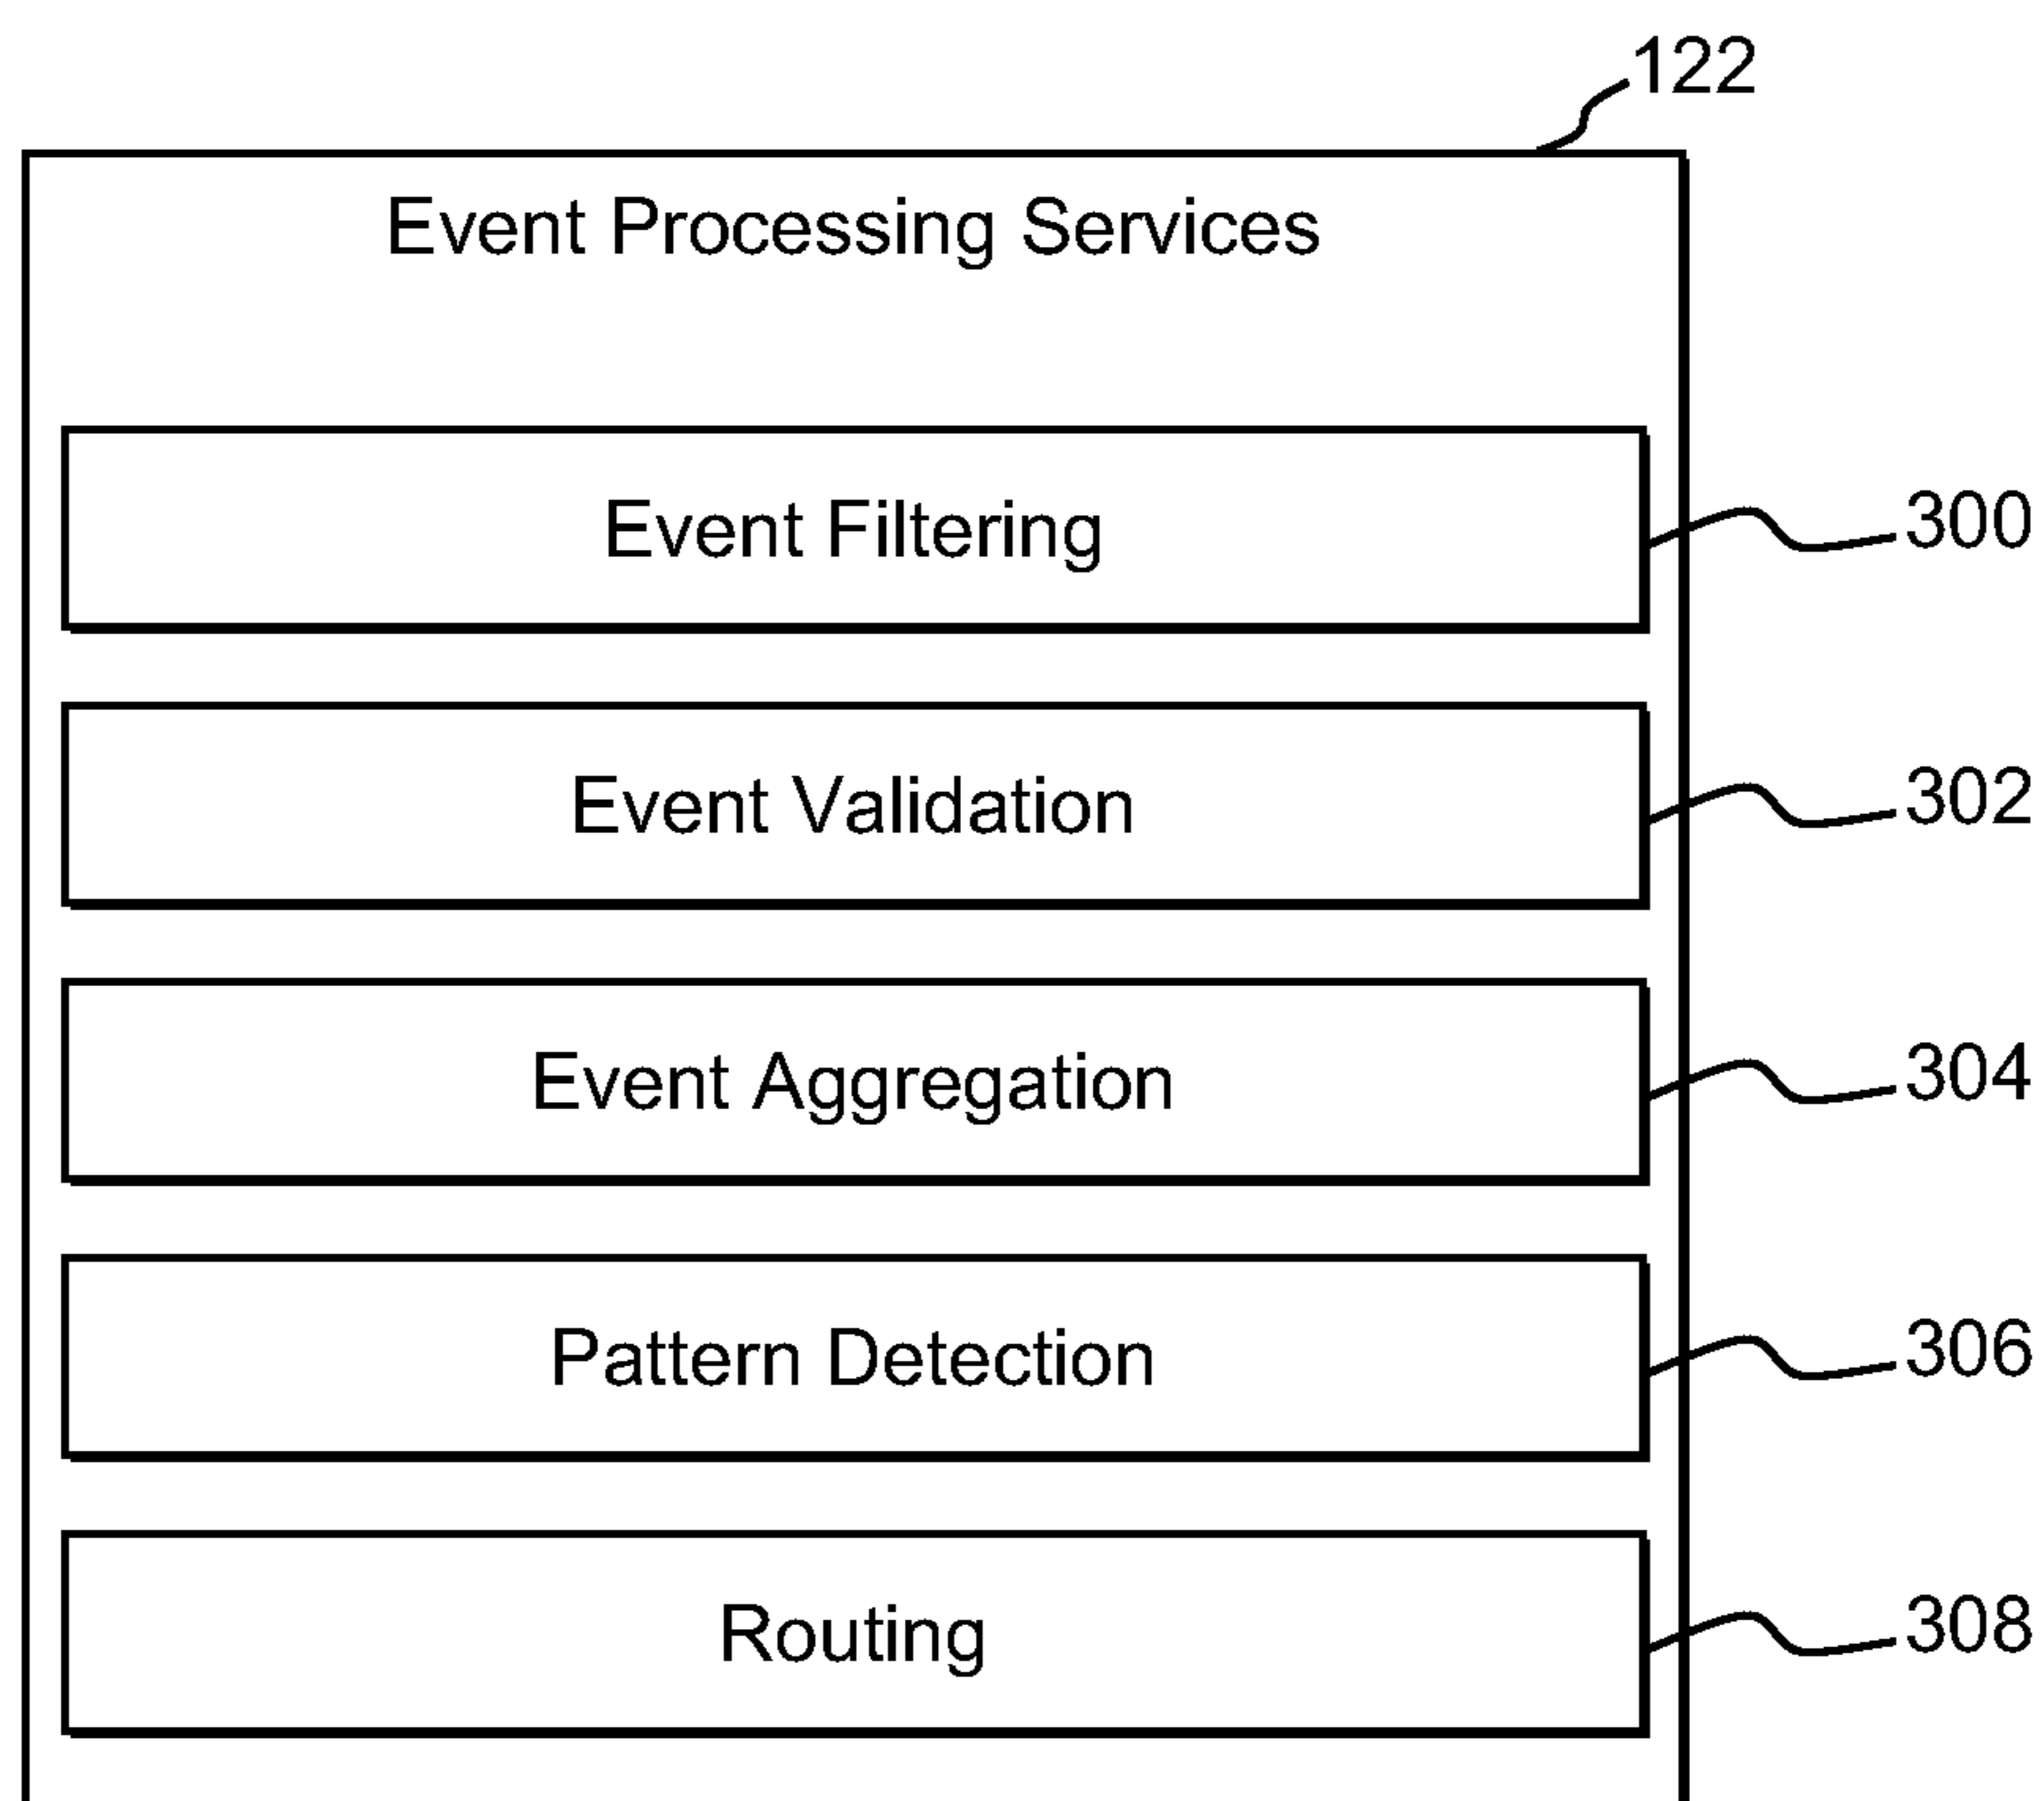 122
Event Processing Services
Event Filtering
300
Event Validation
302
Event Aggregation
304
Pattern Detection
306
Routing
308